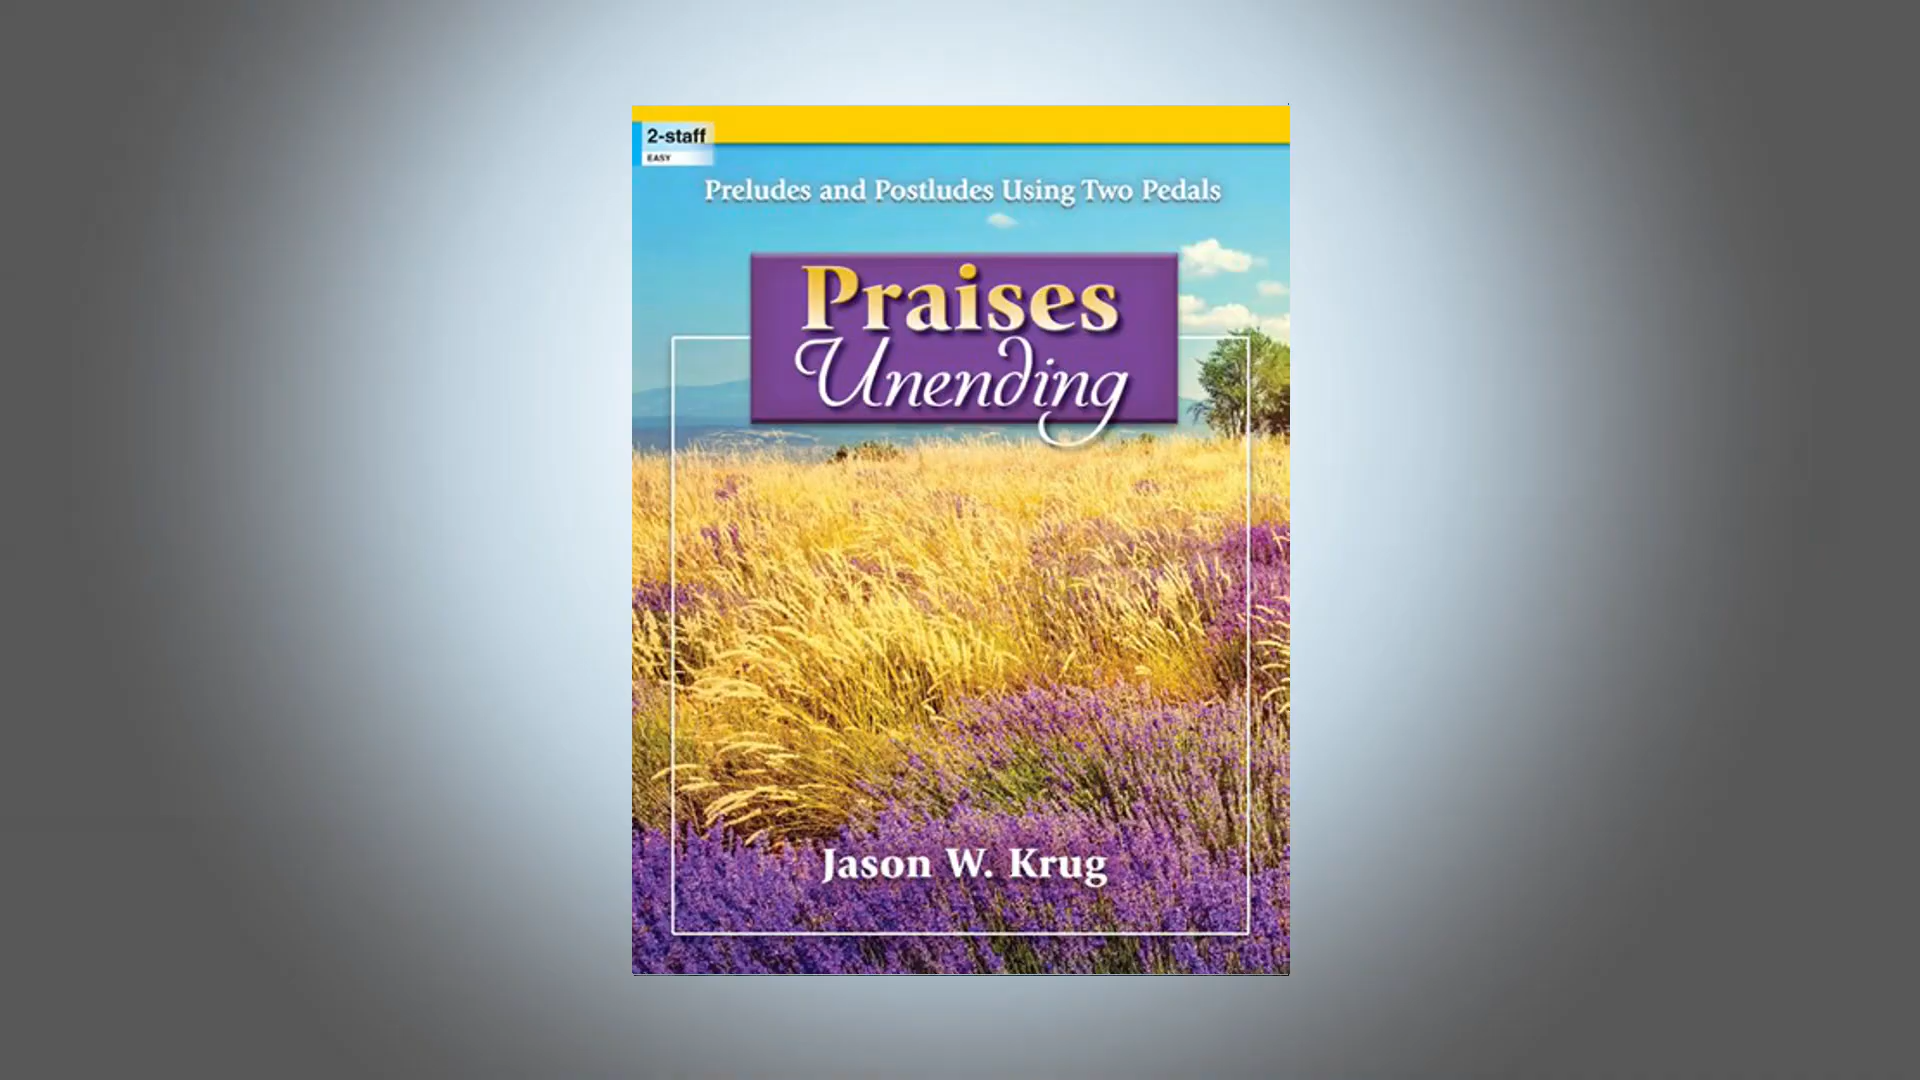 2-staff
EASY
Preludes and Postludes Using Two Pedals
Praises
Unending
Jason W. Krug